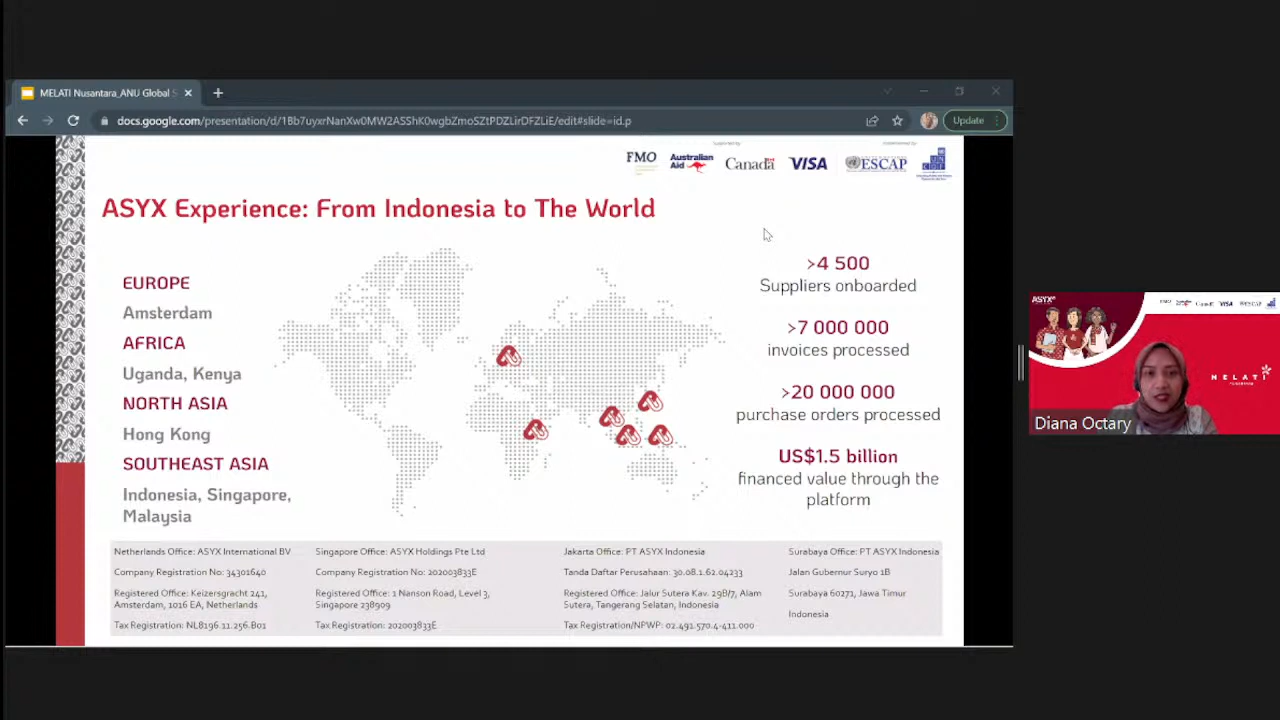 MELATI Nusantara_ANU Global S
docs.google.com/presentation/d/1Bb7uyxrNanXw0MW2ASShK0wgbZmoSZtPDZLirDFZLiE/edit#slide=id.p
Update
Supported by
FMO
Australian Aid
Canada
VISA
ESCAP
UNCDF
ASYX Experience: From Indonesia to The World
EUROPE
Amsterdam
AFRICA
Uganda, Kenya
NORTH ASIA
Hong Kong
SOUTHEAST ASIA
Indonesia, Singapore,
Malaysia
>4 500
Suppliers onboarded
>7 000 000
invoices processed
>20 000 000
purchase orders processed
US$1.5 billion
financed value through the
platform
Netherlands Office: ASYX International BV
Company Registration No: 34301640
Registered Office: Keizersgracht 241,
Amsterdam, 1016 EA, Netherlands
Tax Registration: NL8196.11.256.B01
Singapore Office: ASYX Holdings Pte Ltd
Company Registration No: 202003833E
Registered Office: 1 Nanson Road, Level 3,
Singapore 238909
Tax Registration: 202003833E
Jakarta Office: PT ASYX Indonesia
Tanda Daftar Perusahaan: 30.08.1.62.04233
Registered Office: Jalur Sutera Kav. 29B/7, Alam
Sutera, Tangerang Selatan, Indonesia
Tax Registration/NPWP: 02.491.570.4-411.000
Surabaya Office: PT ASYX Indonesia
Jalan Gubernur Suryo 1B
Surabaya 60271, Jawa Timur
Indonesia
ASYX
VISA
MELATI
Diana Octary